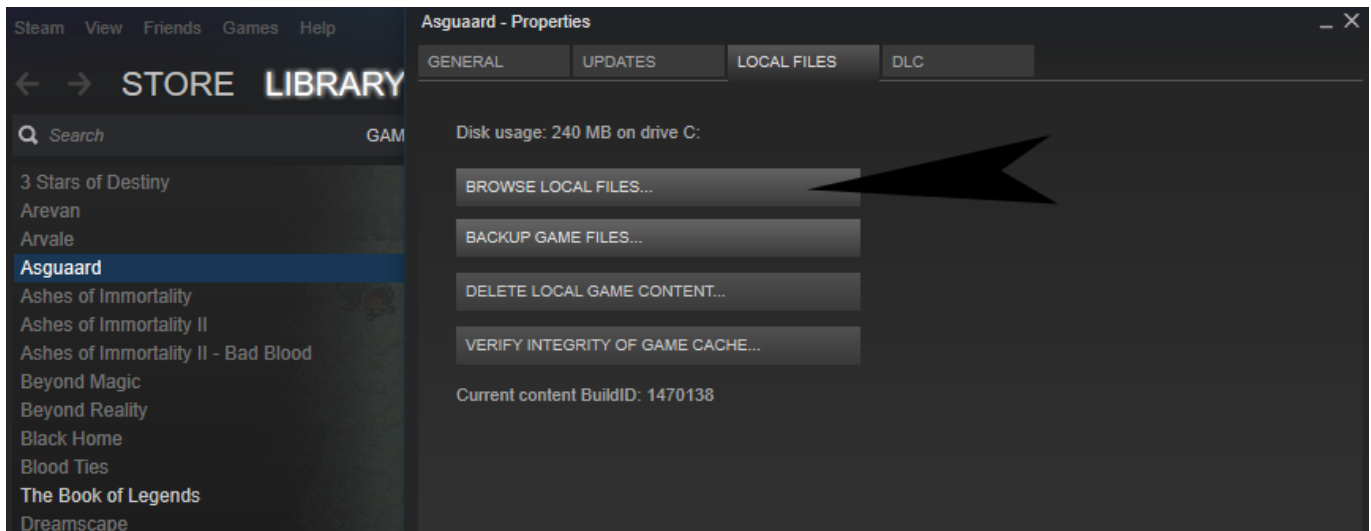 Steam View Friends Games Help
STORE LIBRARY
Search GAM
3 Stars of Destiny
Arevan
Arvale
Asguaard
Ashes of Immortality
Ashes of Immortality II
Ashes of Immortality II - Bad Blood
Beyond Magic
Beyond Reality
Black Home
Blood Ties
The Book of Legends
Dreamscape
Asguaard - Properties
GENERAL UPDATES LOCAL FILES DLC
Disk usage: 240 MB on drive C:
BROWSE LOCAL FILES...
BACKUP GAME FILES...
DELETE LOCAL GAME CONTENT...
VERIFY INTEGRITY OF GAME CACHE...
Current content BuildID: 1470138